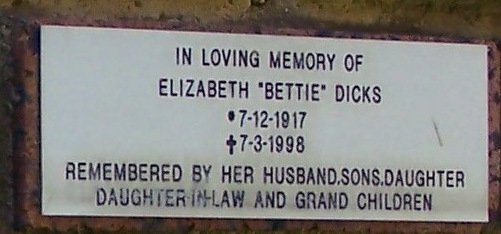 IN LOVING MEMORY OF
ELIZABETH "BETTIE" DICKS
*7-12-1917
✝7-3-1998
REMEMBERED BY HER HUSBAND,SONS,DAUGHTER
DAUGHTER-IN-LAW AND GRAND CHILDREN